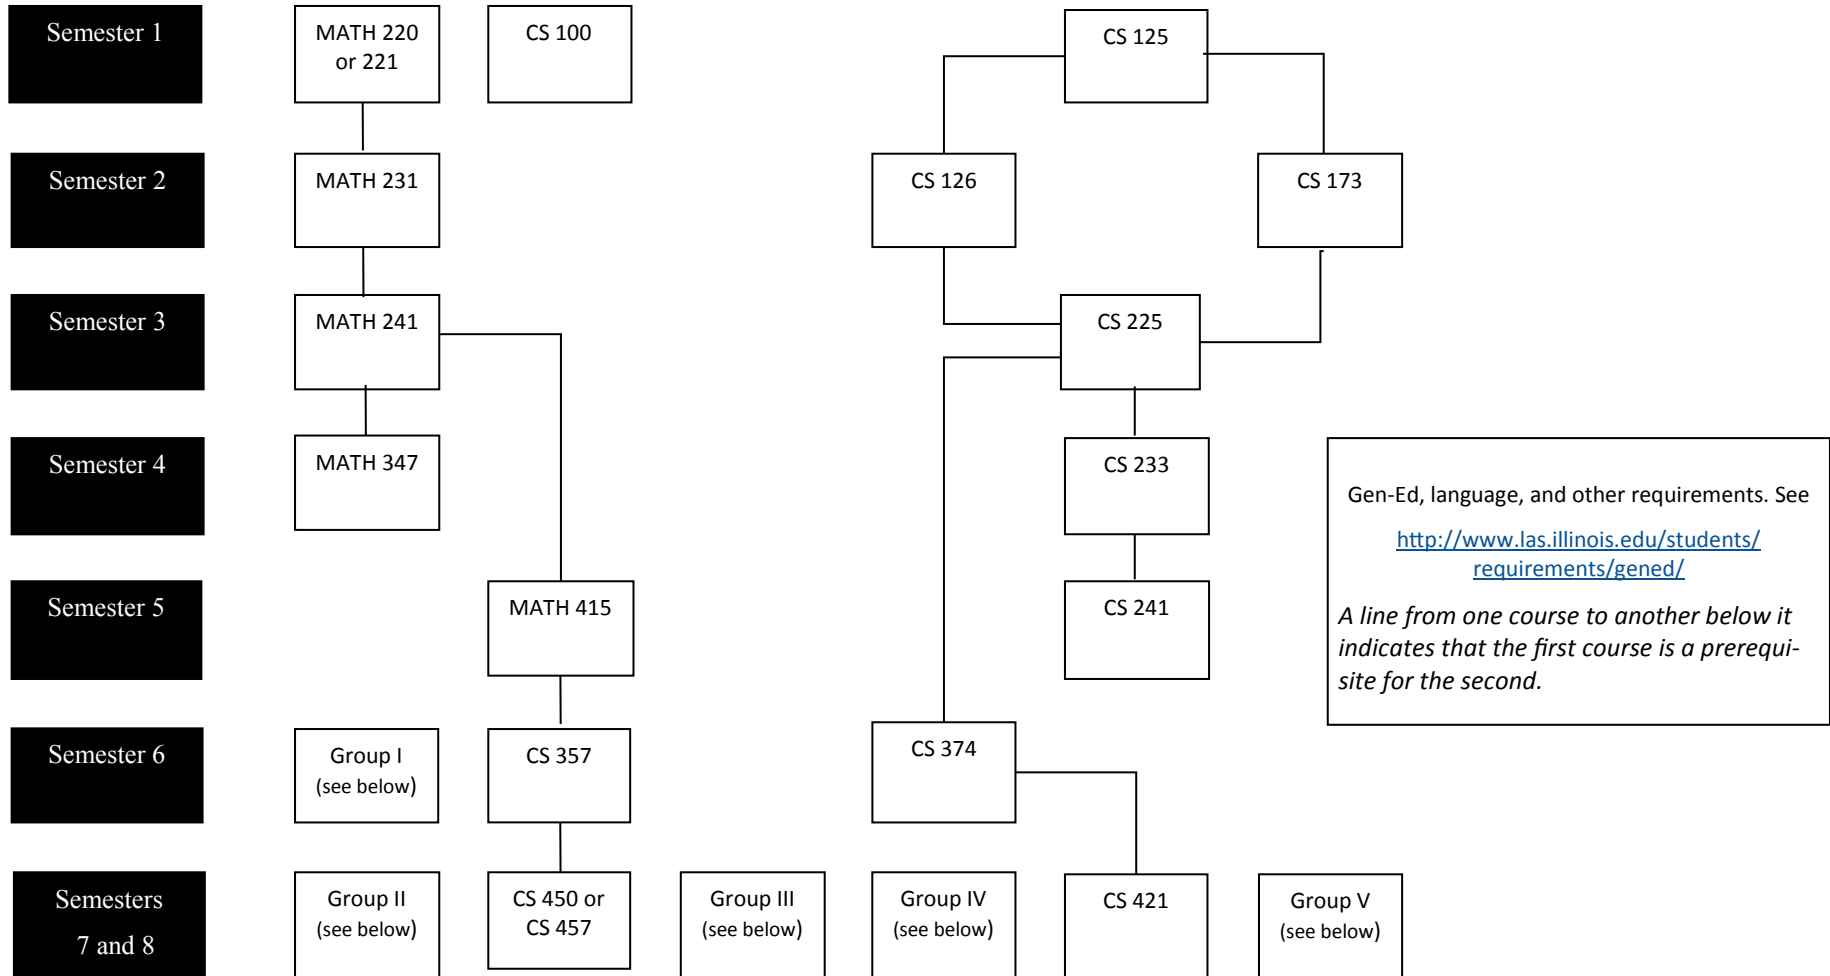 Semester 1
MATH 220
or 221
CS 100
CS 125
Semester 2
MATH 231
CS 126
CS 173
Semester 3
MATH 241
CS 225
Semester 4
MATH 347
CS 233
Gen-Ed, language, and other requirements. See
http://www.las.illinois.edu/students/
requirements/gened/
A line from one course to another below it
indicates that the first course is a prerequi-
site for the second.
Semester 5
MATH 415
CS 241
Semester 6
Group I
(see below)
CS 357
CS 374
Semesters
7 and 8
Group II
(see below)
CS 450 or
CS 457
Group III
(see below)
Group IV
(see below)
CS 421
Group V
(see below)